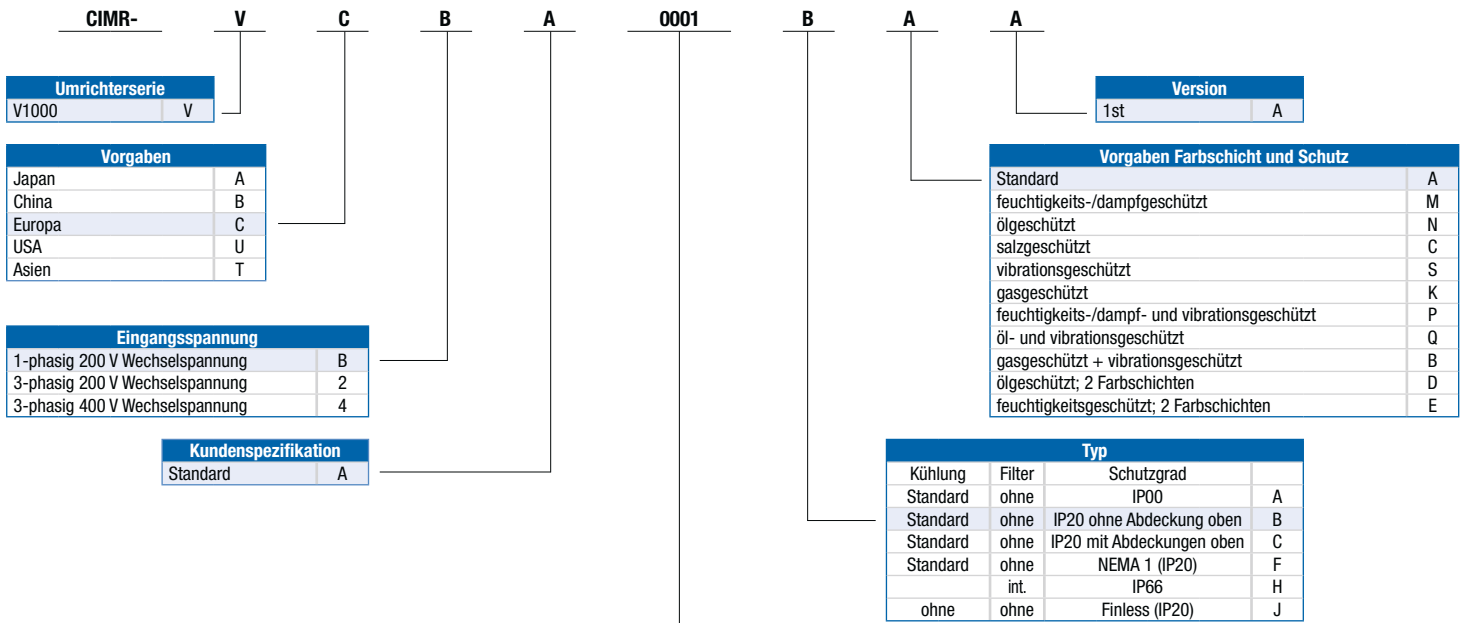 CIMR- V C B A 0001 B A A
Umrichterserie
V1000 V
Vorgaben
Japan A
China B
Europa C
USA U
Asien T
Eingangsspannung
1-phasig 200 V Wechselspannung B
3-phasig 200 V Wechselspannung 2
3-phasig 400 V Wechselspannung 4
Kundenspezifikation
Standard A
Version
1st A
Vorgaben Farbschicht und Schutz
Standard A
feuchtigkeits-/dampfgeschützt M
ölgeschützt N
salzgeschützt C
vibrationsgeschützt S
gasgeschützt K
feuchtigkeits-/dampf- und vibrationsgeschützt P
öl- und vibrationsgeschützt Q
gasgeschützt + vibrationsgeschützt B
ölgeschützt; 2 Farbschichten D
feuchtigkeitsgeschützt; 2 Farbschichten E
Typ
Kühlung Filter Schutzgrad
Standard ohne IP00 A
Standard ohne IP20 ohne Abdeckung oben B
Standard ohne IP20 mit Abdeckungen oben C
Standard ohne NEMA 1 (IP20) F
int. IP66 H
ohne ohne Finless (IP20) J